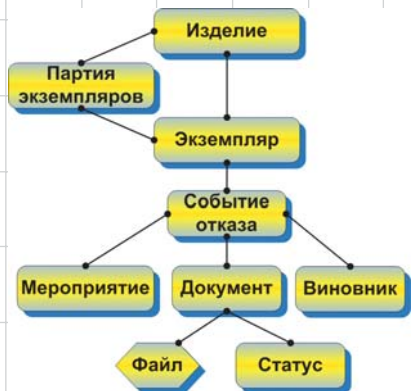 Изделие
Партия
экземпляров
Экземпляр
Событие
отказа
Мероприятие
Документ
Виновник
Файл
Статус